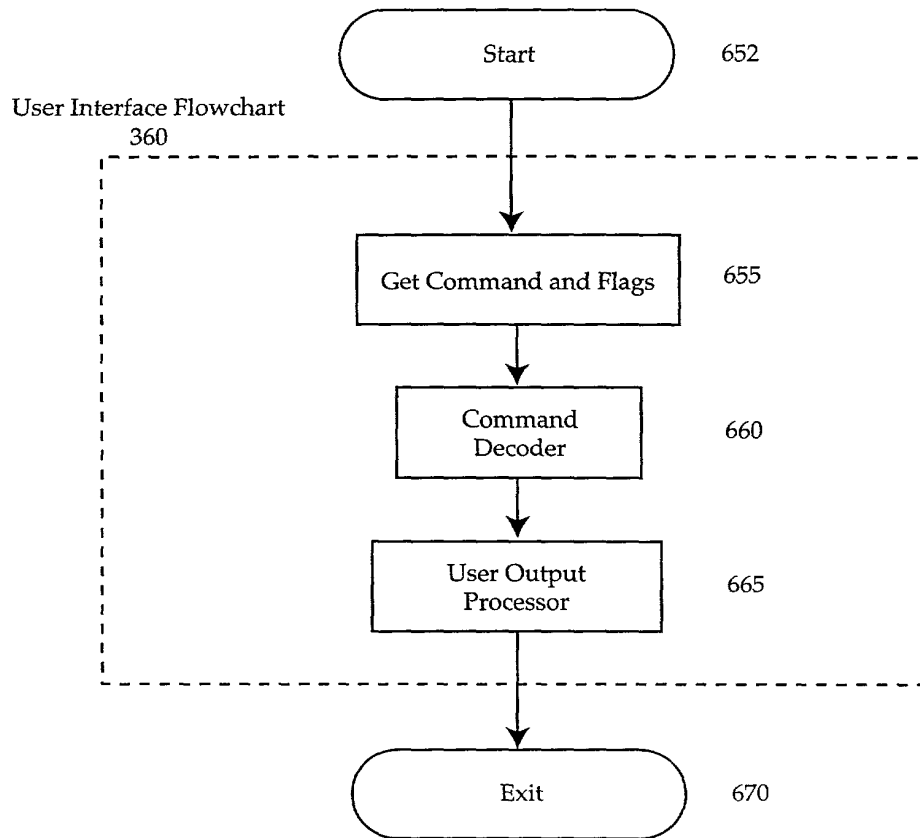 Start
652
User Interface Flowchart
360
Get Command and Flags
655
Command
Decoder
660
User Output
Processor
665
Exit
670